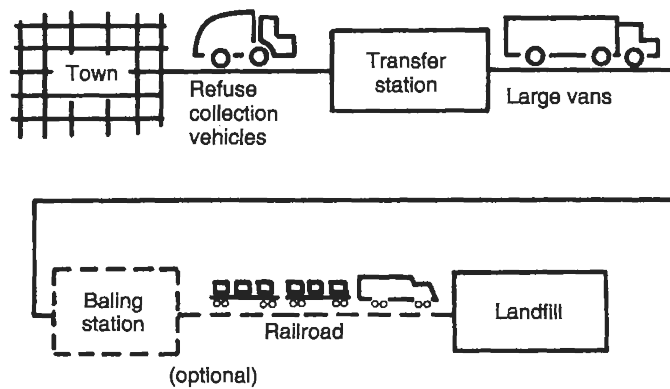 Town
Refuse
collection
vehicles
Transfer
station
Large vans
Baling
station
Railroad
Landfill
(optional)